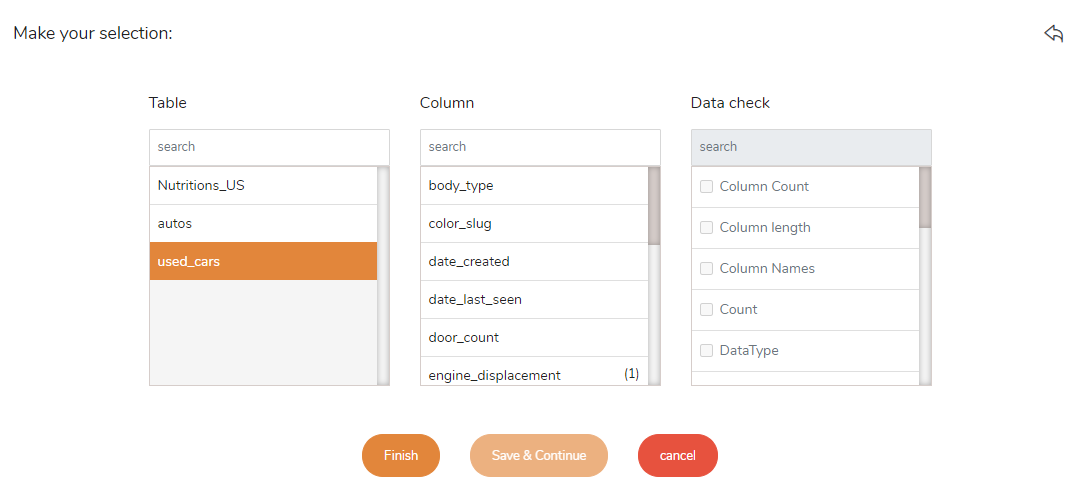 Make your selection:
Table
Column
Data check
search
search
search
Nutritions_US
autos
used_cars
body_type
color_slug
date_created
date_last_seen
door_count
engine_displacement (1)
Column Count
Column length
Column Names
Count
DataType
Finish
Save & Continue
cancel